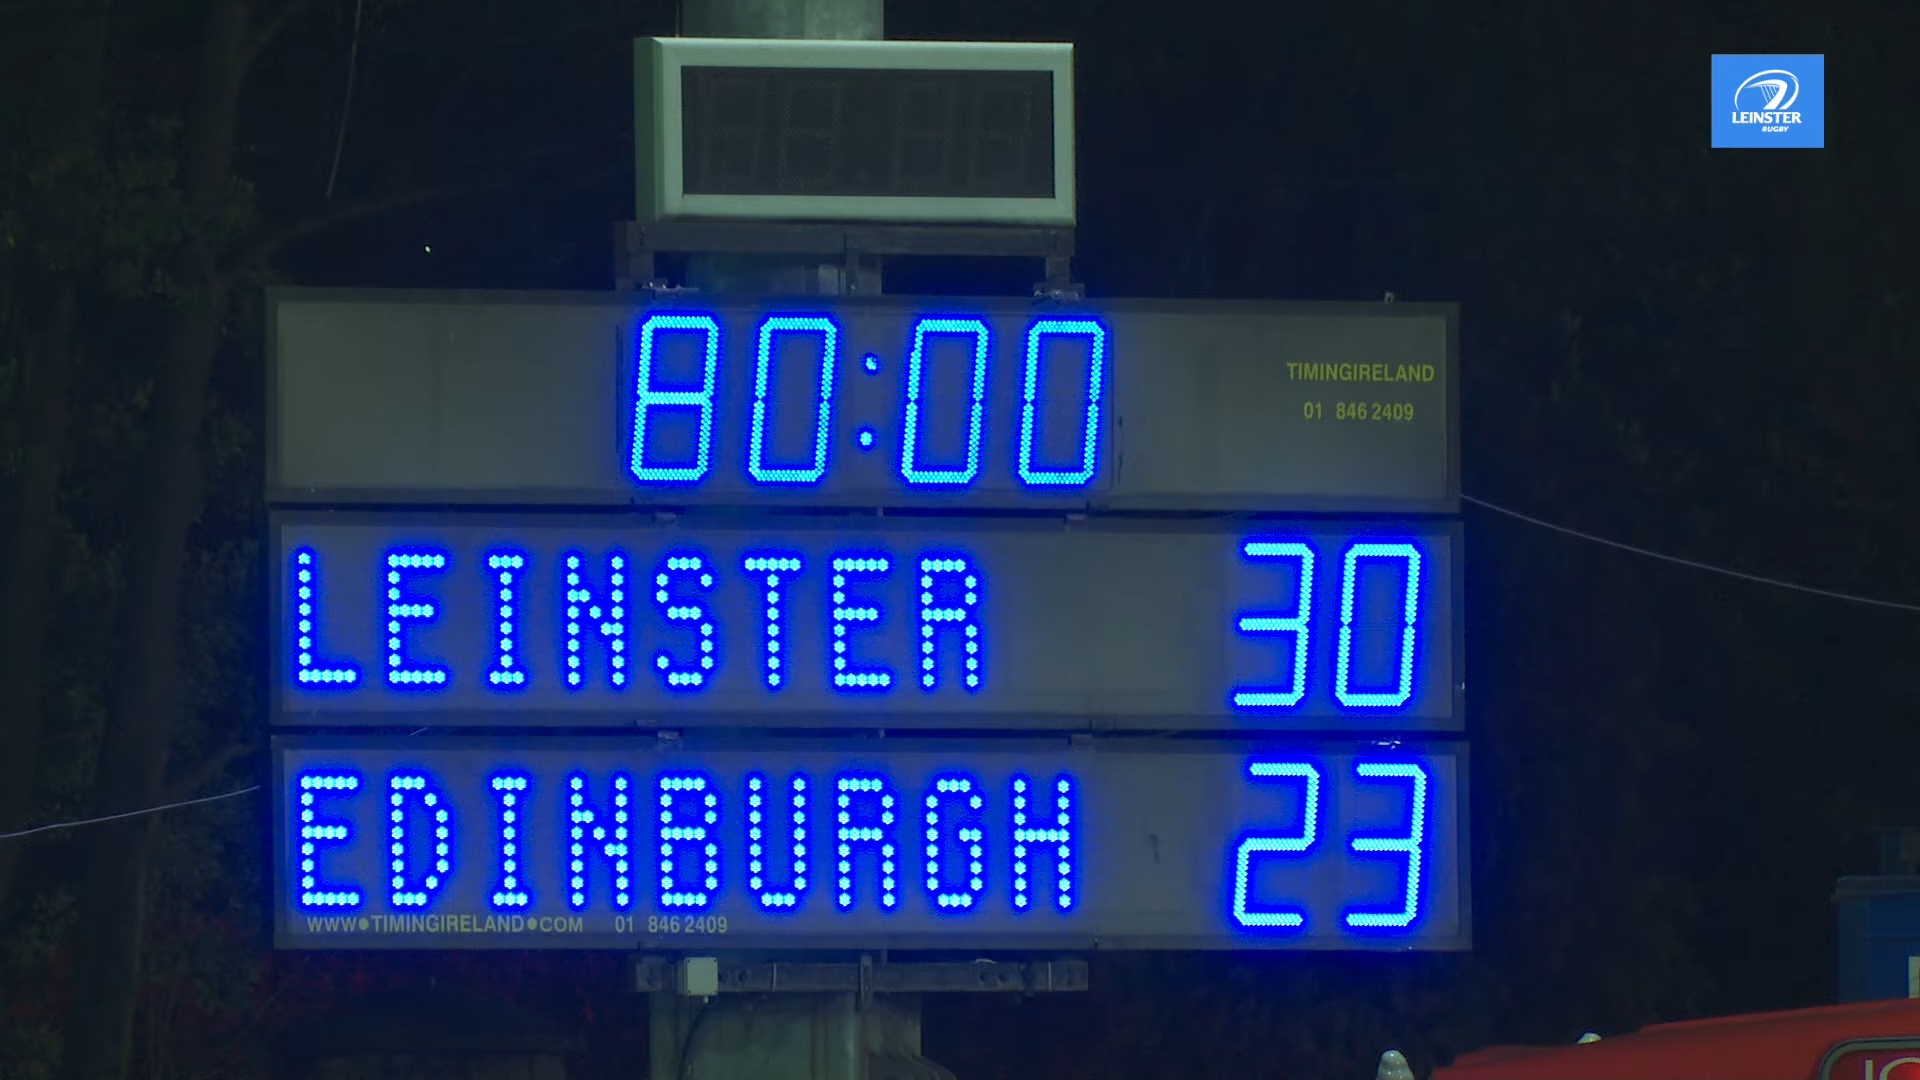 LEINSTER
RUGBY
80:00
TIMINGIRELAND
01 846 2409
LEINSTER 30
EDINBURGH 23
WWW•TIMINGIRELAND•COM 01 846 2409